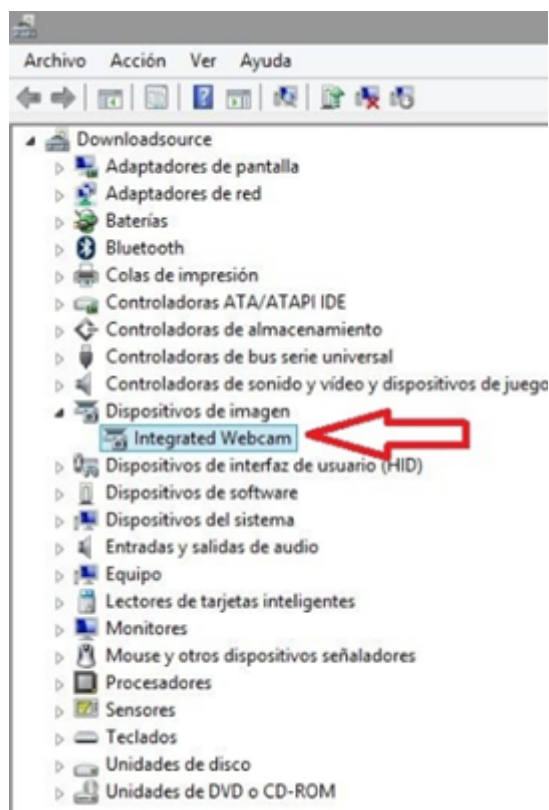 Archivo Acción Ver Ayuda
Downloadsource
Adaptadores de pantalla
Adaptadores de red
Baterías
Bluetooth
Colas de impresión
Controladoras ATA/ATAPI IDE
Controladoras de almacenamiento
Controladoras de bus serie universal
Controladoras de sonido y vídeo y dispositivos de juego
Dispositivos de imagen
Integrated Webcam
Dispositivos de interfaz de usuario (HID)
Dispositivos de software
Dispositivos del sistema
Entradas y salidas de audio
Equipo
Lectores de tarjetas inteligentes
Monitores
Mouse y otros dispositivos señaladores
Procesadores
Sensores
Teclados
Unidades de disco
Unidades de DVD o CD-ROM